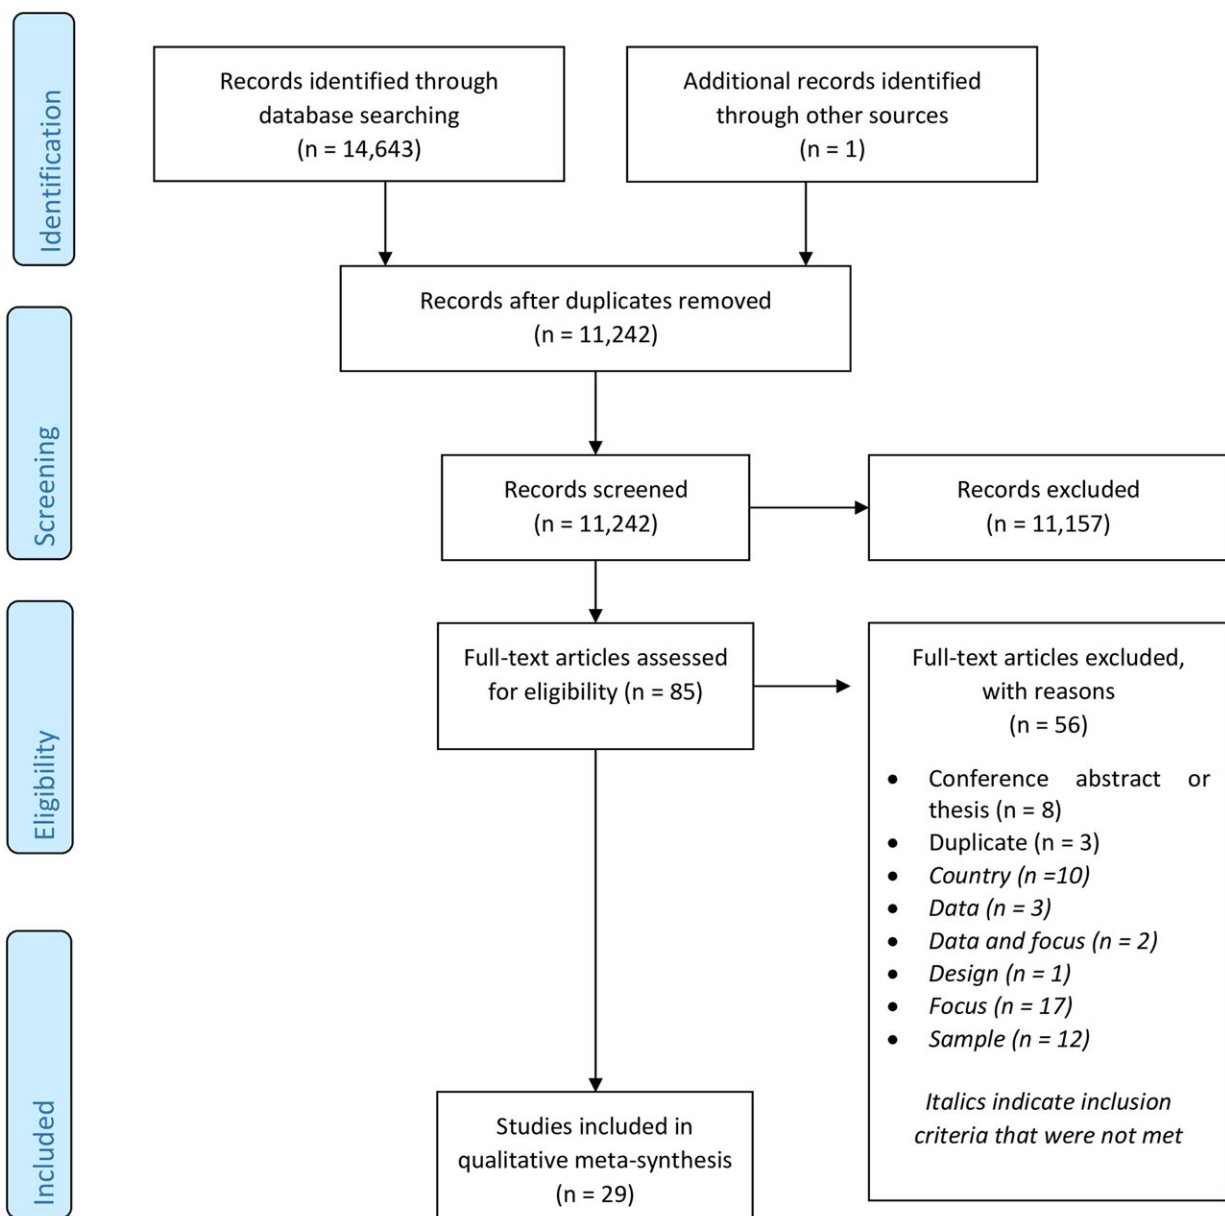 Identification
Records identified through
database searching
(n = 14,643)
Additional records identified
through other sources
(n = 1)
Records after duplicates removed
(n = 11,242)
Screening
Records screened
(n = 11,242)
Records excluded
(n = 11,157)
Eligibility
Full-text articles assessed
for eligibility (n = 85)
Full-text articles excluded,
with reasons
(n = 56)
• Conference abstract or
thesis (n = 8)
• Duplicate (n = 3)
• Country (n =10)
• Data (n = 3)
• Data and focus (n = 2)
• Design (n = 1)
• Focus (n = 17)
• Sample (n = 12)
Italics indicate inclusion
criteria that were not met
Included
Studies included in
qualitative meta-synthesis
(n = 29)